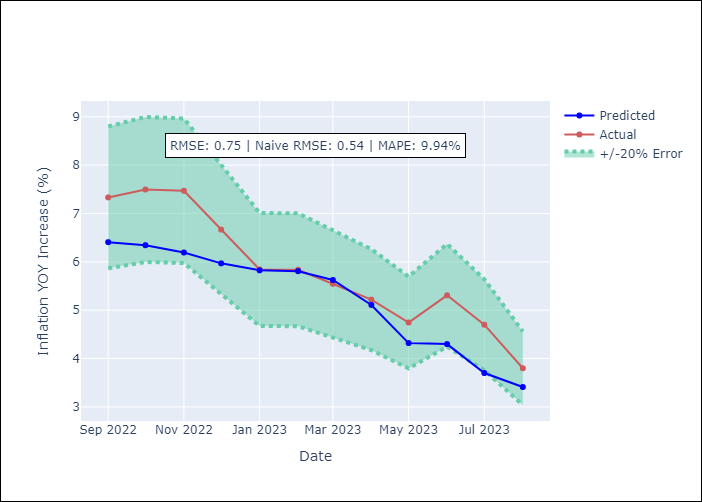 RMSE: 0.75 | Naive RMSE: 0.54 | MAPE: 9.94%
Predicted
Actual
+/-20% Error
Inflation YOY Increase (%)
9
8
7
6
5
4
3
Sep 2022 Nov 2022 Jan 2023 Mar 2023 May 2023 Jul 2023
Date